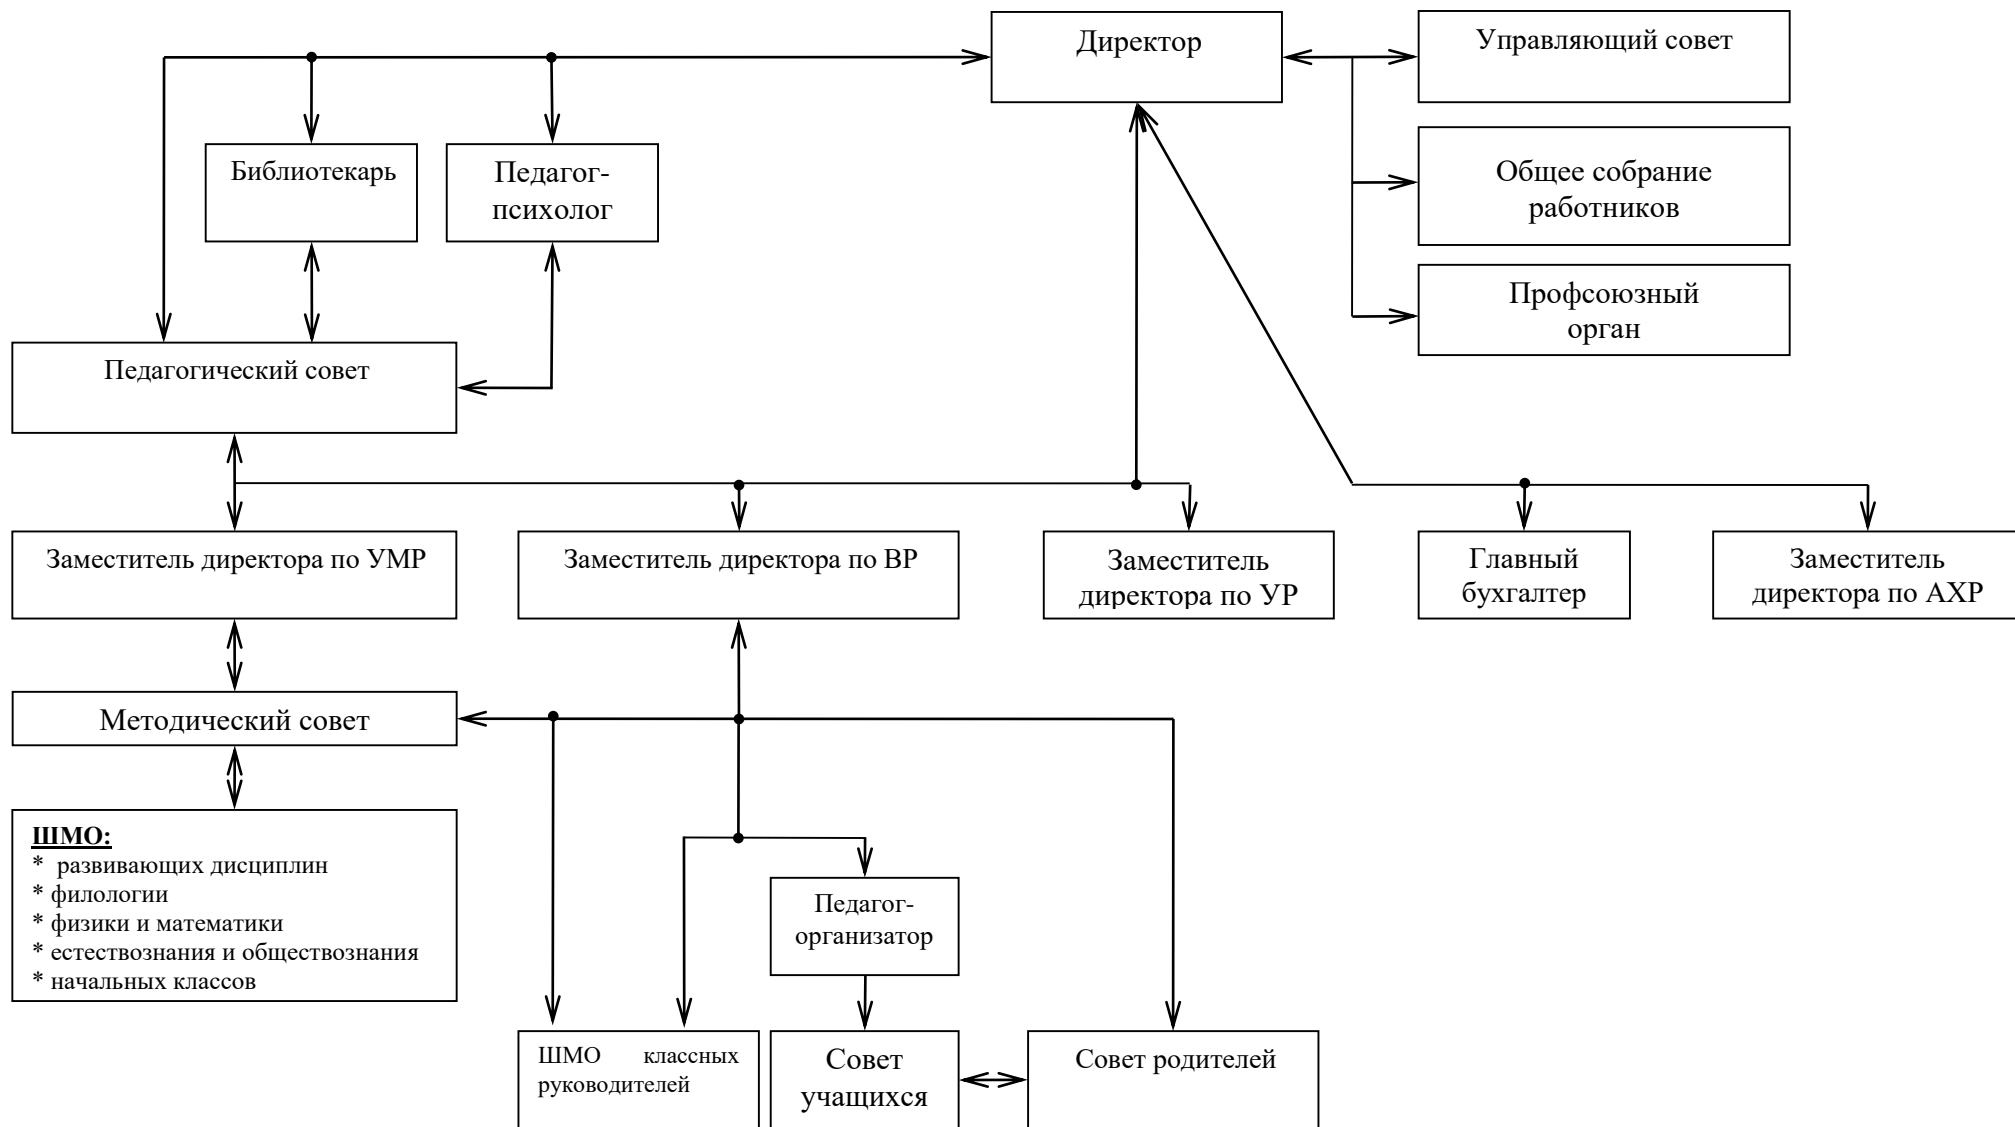 Директор
Управляющий совет
Библиотекарь
Педагог-
психолог
Общее собрание
работников
Профсоюзный
орган
Педагогический совет
Заместитель директора по УМР
Заместитель директора по ВР
Заместитель
директора по УР
Главный
бухгалтер
Заместитель
директора по АХР
Методический совет
ШМО:
* развивающих дисциплин
* филологии
* физики и математики
* естествознания и обществознания
* начальных классов
Педагог-
организатор
ШМО классных
руководителей
Совет
учащихся
Совет родителей